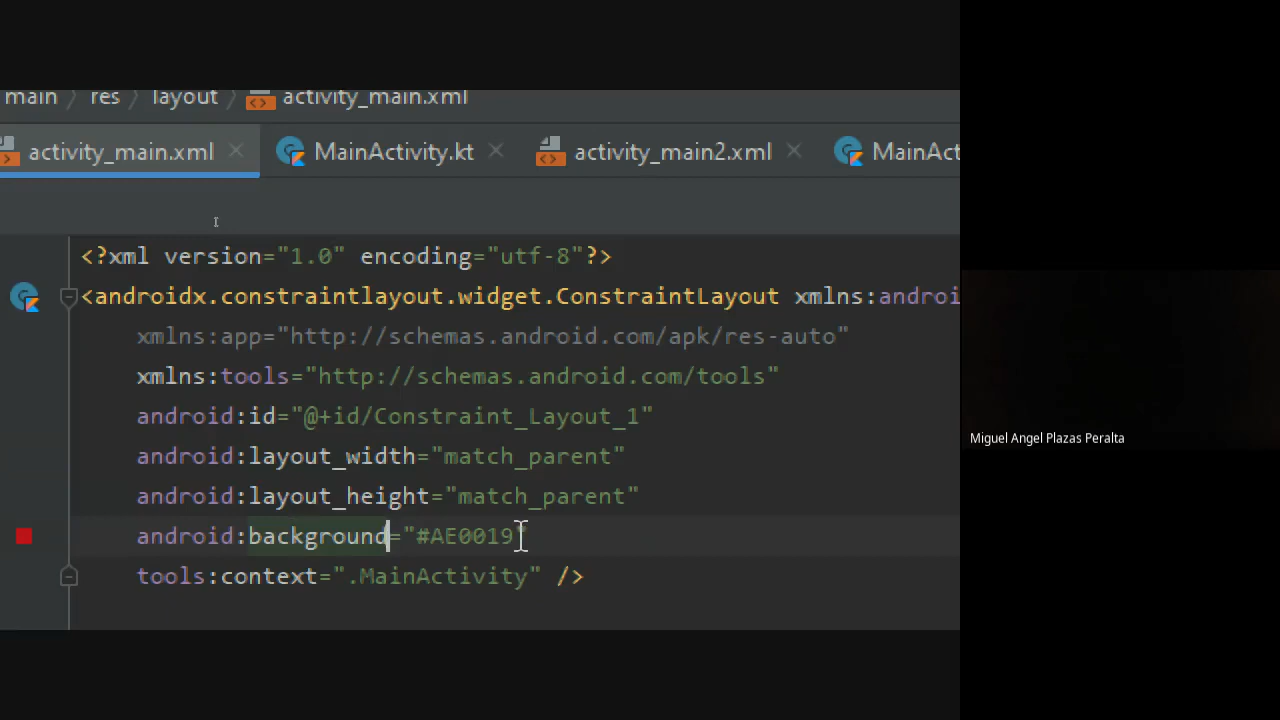 main res layout activity_main.xml
activity_main.xml MainActivity.kt activity_main2.xml MainAct
<?xml version="1.0" encoding="utf-8"?>
<androidx.constraintlayout.widget.ConstraintLayout xmlns:androi
xmlns:app="http://schemas.android.com/apk/res-auto"
xmlns:tools="http://schemas.android.com/tools"
android:id="@+id/Constraint_Layout_1"
android:layout_width="match_parent"
android:layout_height="match_parent"
android:background="#AE0019"
tools:context=".MainActivity" />
Miguel Angel Plazas Peralta